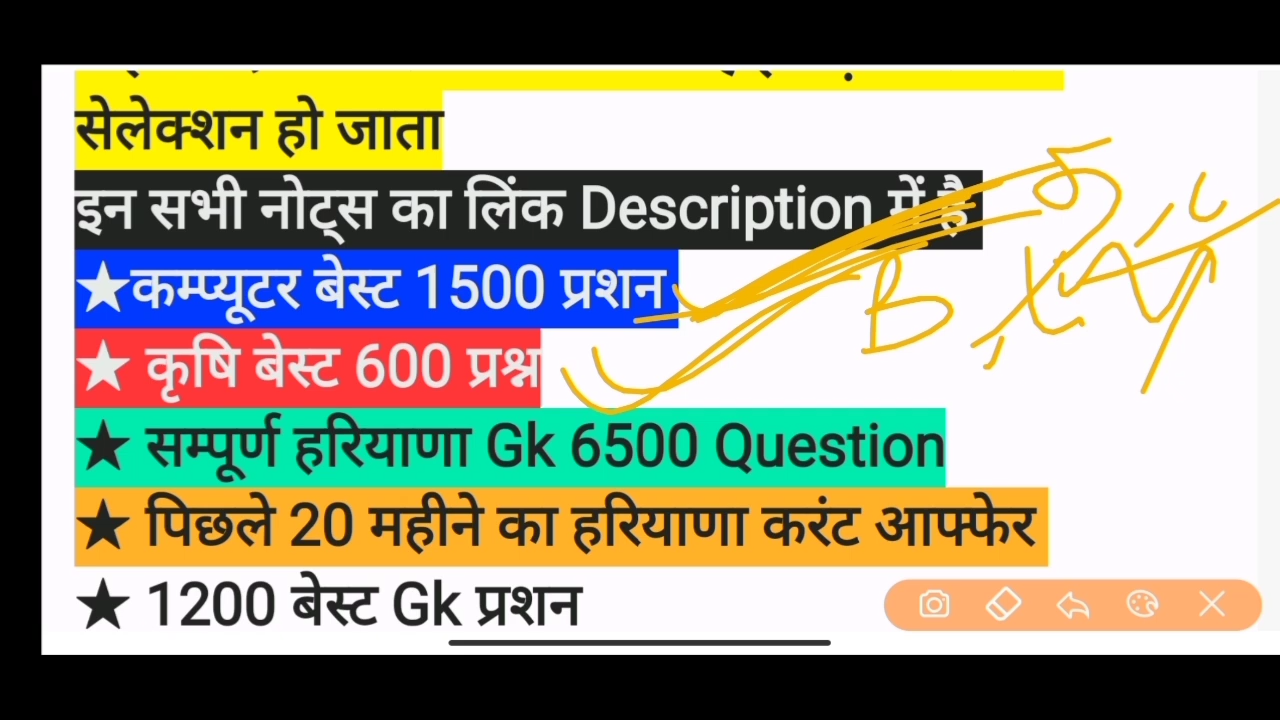 सेलेक्शन हो जाता
इन सभी नोट्स का लिंक Description में है
★कम्प्यूटर बेस्ट 1500 प्रशन
★ कृषि बेस्ट 600 प्रश्न
★ सम्पूर्ण हरियाणा Gk 6500 Question
★ पिछले 20 महीने का हरियाणा करंट आफ्फेर
★ 1200 बेस्ट Gk प्रशन